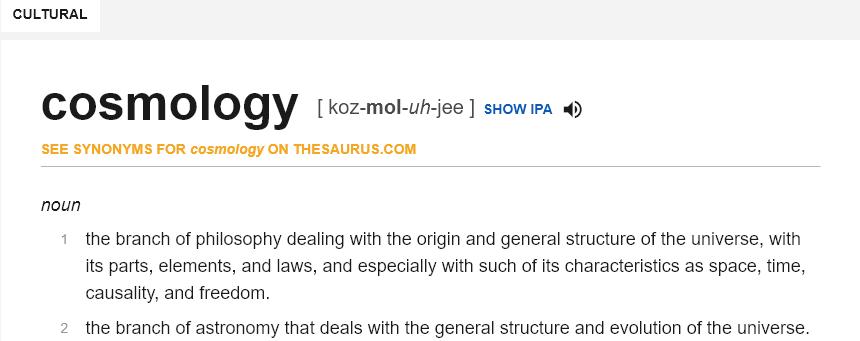 CULTURAL
cosmology [ koz-mol-uh-jee ] SHOW IPA
SEE SYNONYMS FOR cosmology ON THESAURUS.COM
noun
1 the branch of philosophy dealing with the origin and general structure of the universe, with
its parts, elements, and laws, and especially with such of its characteristics as space, time,
causality, and freedom.
2 the branch of astronomy that deals with the general structure and evolution of the universe.